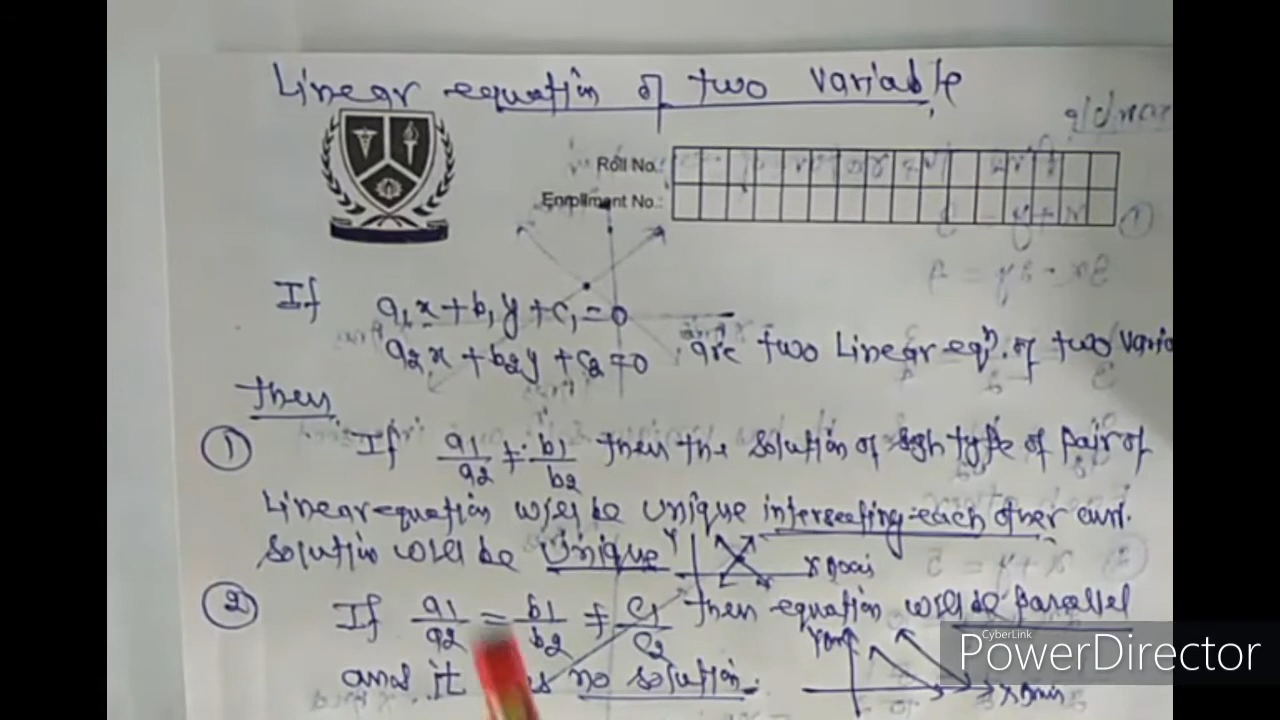 Linear equation of two variable
Roll No.:
Enrollment No.:
If a₁x + b₁y + c₁ = 0
a₂x + b₂y + c₂ = 0 are two Linear eqⁿ. of two varia
then
① If a₁/a₂ ≠ b₁/b₂ then the solution of such type of pair of
Linear equation will be unique intersecting each other and.
solution will be unique Y X axis
② If a₁/a₂ = b₁/b₂ ≠ c₁/c₂ then equation will be parallel
and it no solution.
CyberLink
PowerDirector